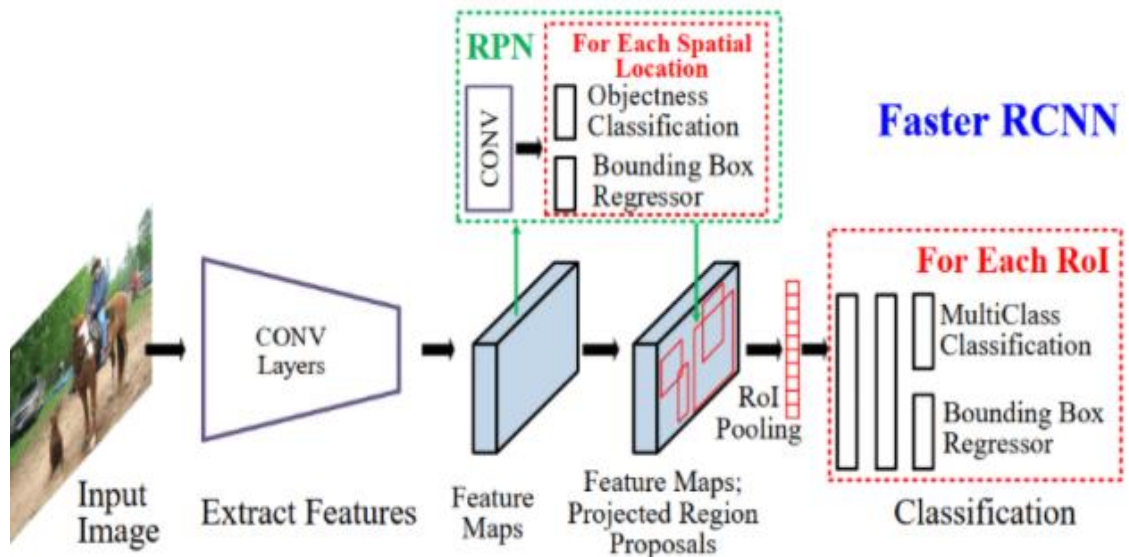 RPN
For Each Spatial
Location
CONV
Objectness
Classification
Bounding Box
Regressor
Faster RCNN
Input
Image
CONV
Layers
Extract Features
Feature
Maps
Feature Maps;
Projected Region
Proposals
RoI
Pooling
For Each RoI
MultiClass
Classification
Bounding Box
Regressor
Classification